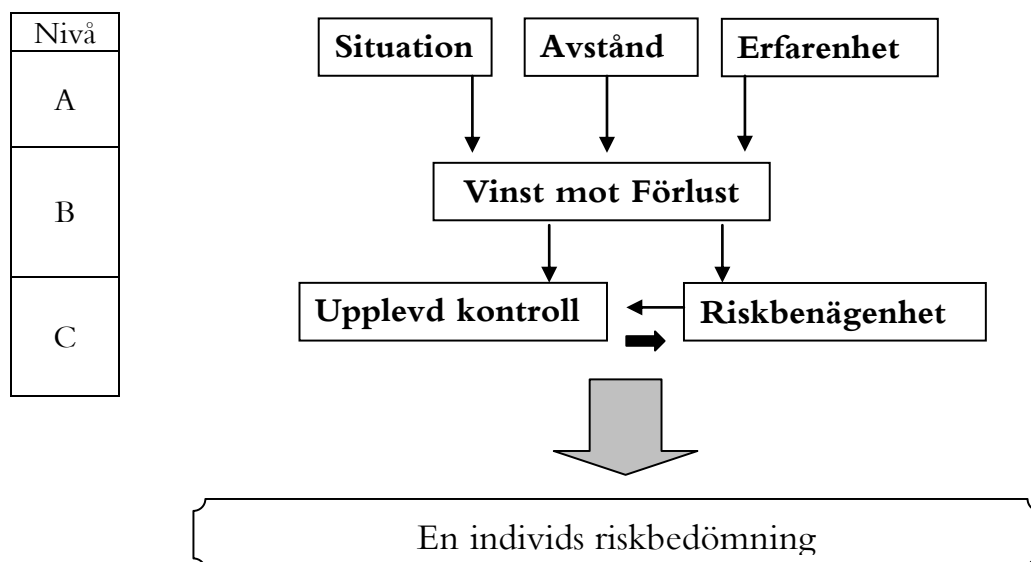 Nivå
Situation
Avstånd
Erfarenhet
A
Vinst mot Förlust
B
Upplevd kontroll
Riskbenägenhet
C
En individs riskbedömning